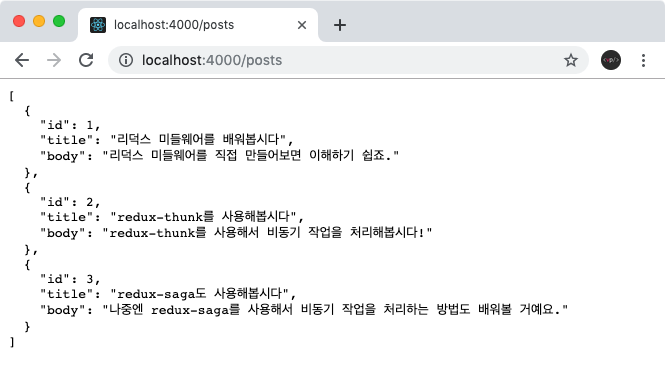 localhost:4000/posts
localhost:4000/posts
[
  {
    "id": 1,
    "title": "리덕스 미들웨어를 배워봅시다",
    "body": "리덕스 미들웨어를 직접 만들어보면 이해하기 쉽죠."
  },
  {
    "id": 2,
    "title": "redux-thunk를 사용해봅시다",
    "body": "redux-thunk를 사용해서 비동기 작업을 처리해봅시다!"
  },
  {
    "id": 3,
    "title": "redux-saga도 사용해봅시다",
    "body": "나중엔 redux-saga를 사용해서 비동기 작업을 처리하는 방법도 배워볼 거예요."
  }
]